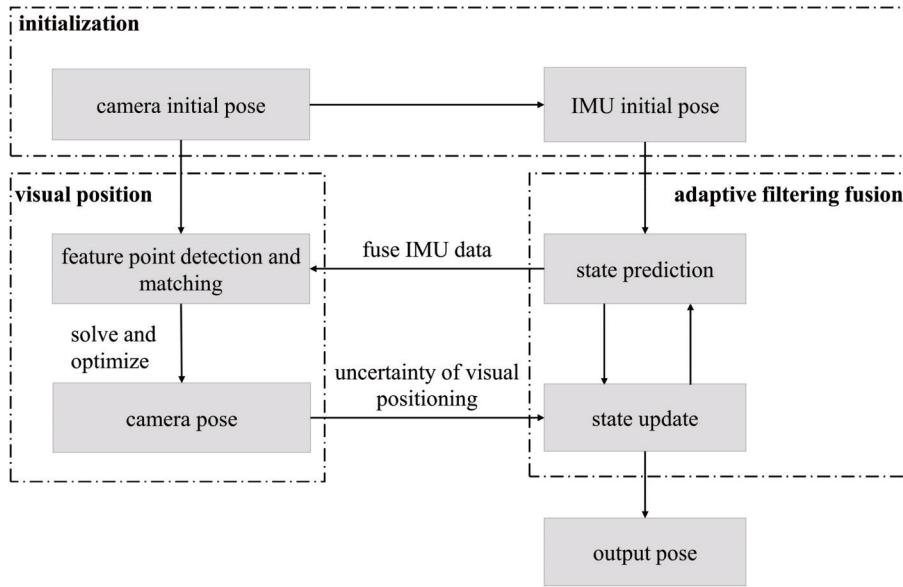 initialization
camera initial pose
IMU initial pose
visual position
adaptive filtering fusion
feature point detection and
matching
fuse IMU data
state prediction
solve and
optimize
uncertainty of visual
positioning
camera pose
state update
output pose